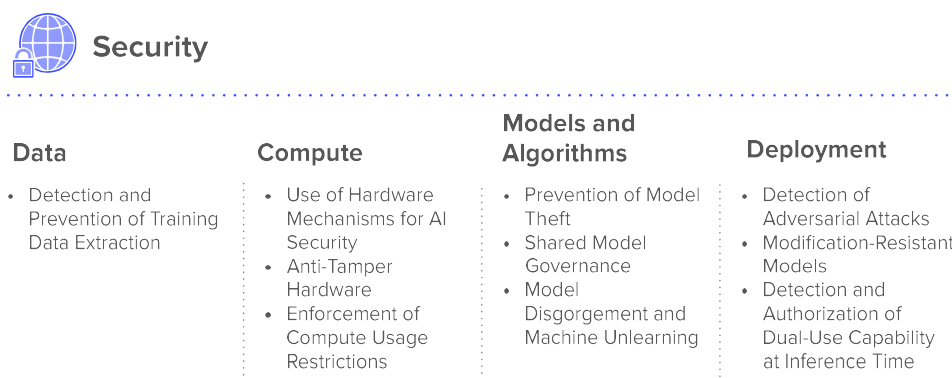 Security
Data
• Detection and
Prevention of Training
Data Extraction
Compute
• Use of Hardware
Mechanisms for AI
Security
• Anti-Tamper
Hardware
• Enforcement of
Compute Usage
Restrictions
Models and
Algorithms
• Prevention of Model
Theft
• Shared Model
Governance
• Model
Disgorgement and
Machine Unlearning
Deployment
• Detection of
Adversarial Attacks
• Modification-Resistant
Models
• Detection and
Authorization of
Dual-Use Capability
at Inference Time